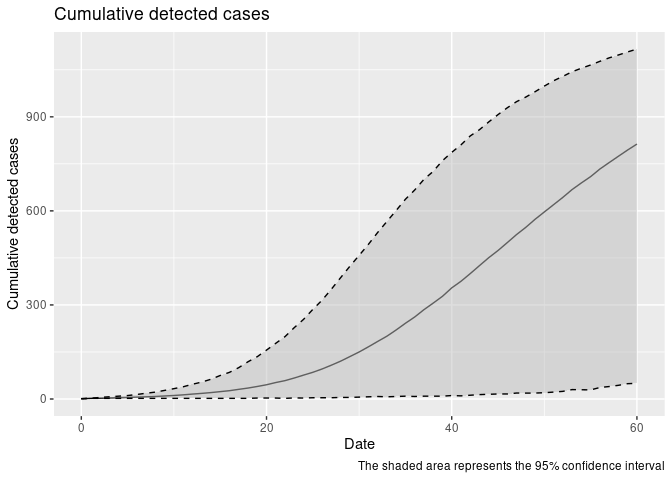 Cumulative detected cases
Cumulative detected cases
900
600
300
0
0
20
40
60
Date
The shaded area represents the 95% confidence interval